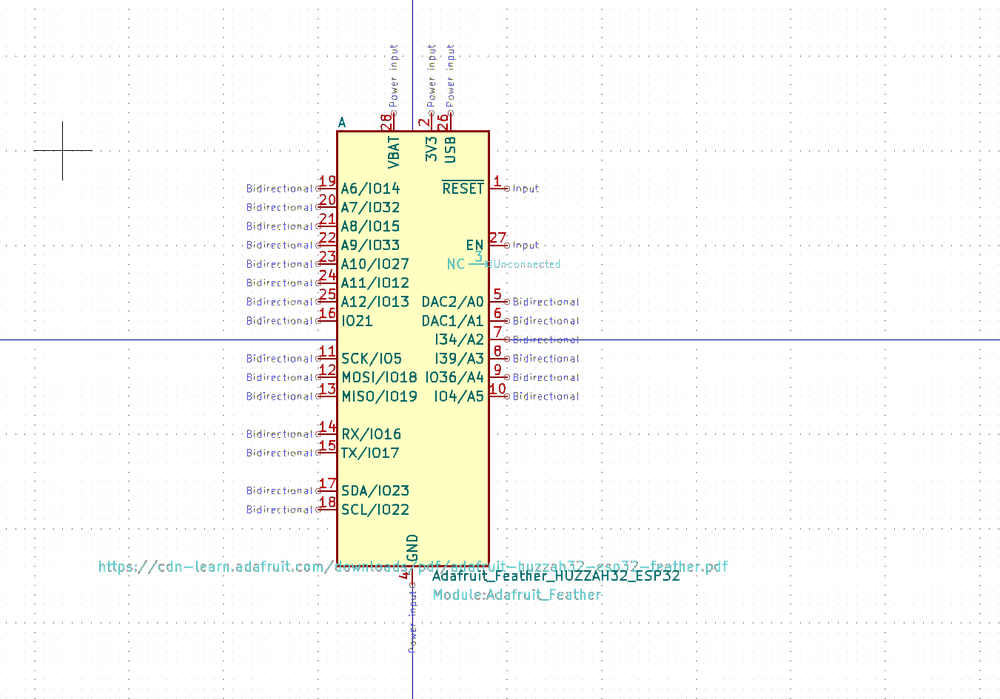 Power input
Power input
Power input
A
28
2
26
VBAT
3V3
USB
Bidirectional 19 A6/IO14 RESET 1 Input
Bidirectional 20 A7/IO32
Bidirectional 21 A8/IO15
Bidirectional 22 A9/IO33 EN 27 Input
Bidirectional 23 A10/IO27 NC 3 Unconnected
Bidirectional 24 A11/IO12
Bidirectional 25 A12/IO13 DAC2/A0 5 Bidirectional
Bidirectional 16 IO21 DAC1/A1 6 Bidirectional
I34/A2 7 Bidirectional
Bidirectional 11 SCK/IO5 I39/A3 8 Bidirectional
Bidirectional 12 MOSI/IO18 IO36/A4 9 Bidirectional
Bidirectional 13 MISO/IO19 IO4/A5 10 Bidirectional
Bidirectional 14 RX/IO16
Bidirectional 15 TX/IO17
Bidirectional 17 SDA/IO23
Bidirectional 18 SCL/IO22
GND
https://cdn-learn.adafruit.com/downloads/pdf/adafruit-huzzah32-esp32-feather.pdf
4
Adafruit_Feather_HUZZAH32_ESP32
Module:Adafruit_Feather
Power input